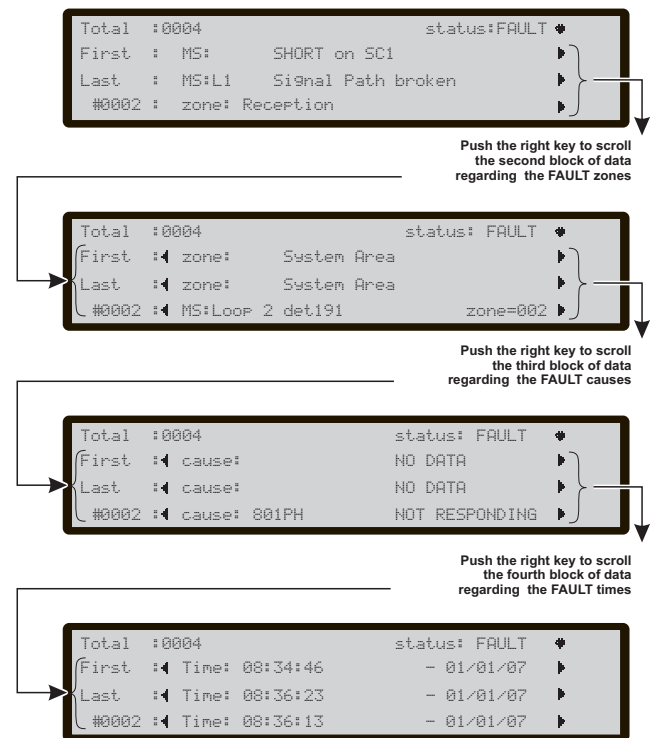 Total :0004 status:FAULT
First : MS: SHORT on SC1
Last : MS:L1 Signal Path broken
#0002 : zone: Reception
Push the right key to scroll
the second block of data
regarding the FAULT zones
Total :0004 status: FAULT
First : zone: System Area
Last : zone: System Area
#0002 : MS:Loop 2 det191 zone=002
Push the right key to scroll
the third block of data
regarding the FAULT causes
Total :0004 status: FAULT
First : cause: NO DATA
Last : cause: NO DATA
#0002 : cause: 801PH NOT RESPONDING
Push the right key to scroll
the fourth block of data
regarding the FAULT times
Total :0004 status: FAULT
First : Time: 08:34:46 - 01/01/07
Last : Time: 08:36:23 - 01/01/07
#0002 : Time: 08:36:13 - 01/01/07